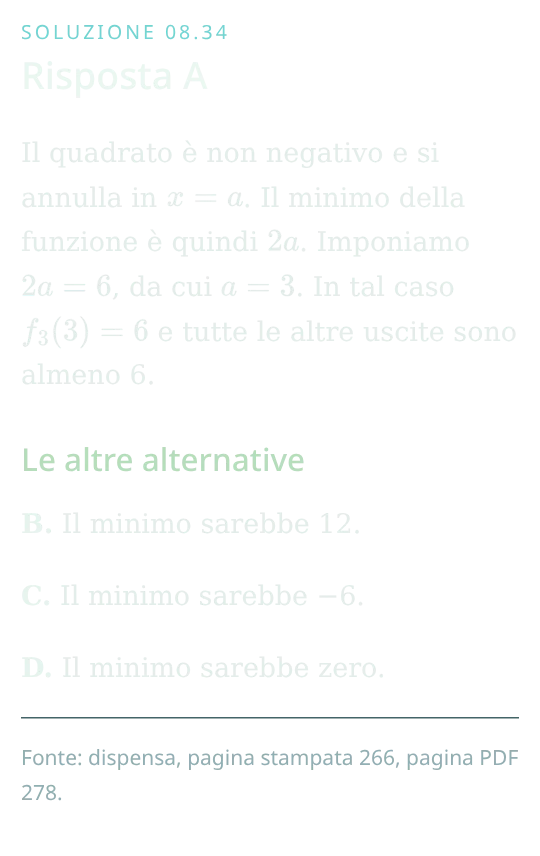 SOLUZIONE 08.34
Risposta A
Il quadrato è non negativo e si
annulla in x = a. Il minimo della
funzione è quindi 2a. Imponiamo
2a = 6, da cui a = 3. In tal caso
f₃(3) = 6 e tutte le altre uscite sono
almeno 6.
Le altre alternative
B. Il minimo sarebbe 12.
C. Il minimo sarebbe −6.
D. Il minimo sarebbe zero.
Fonte: dispensa, pagina stampata 266, pagina PDF
278.